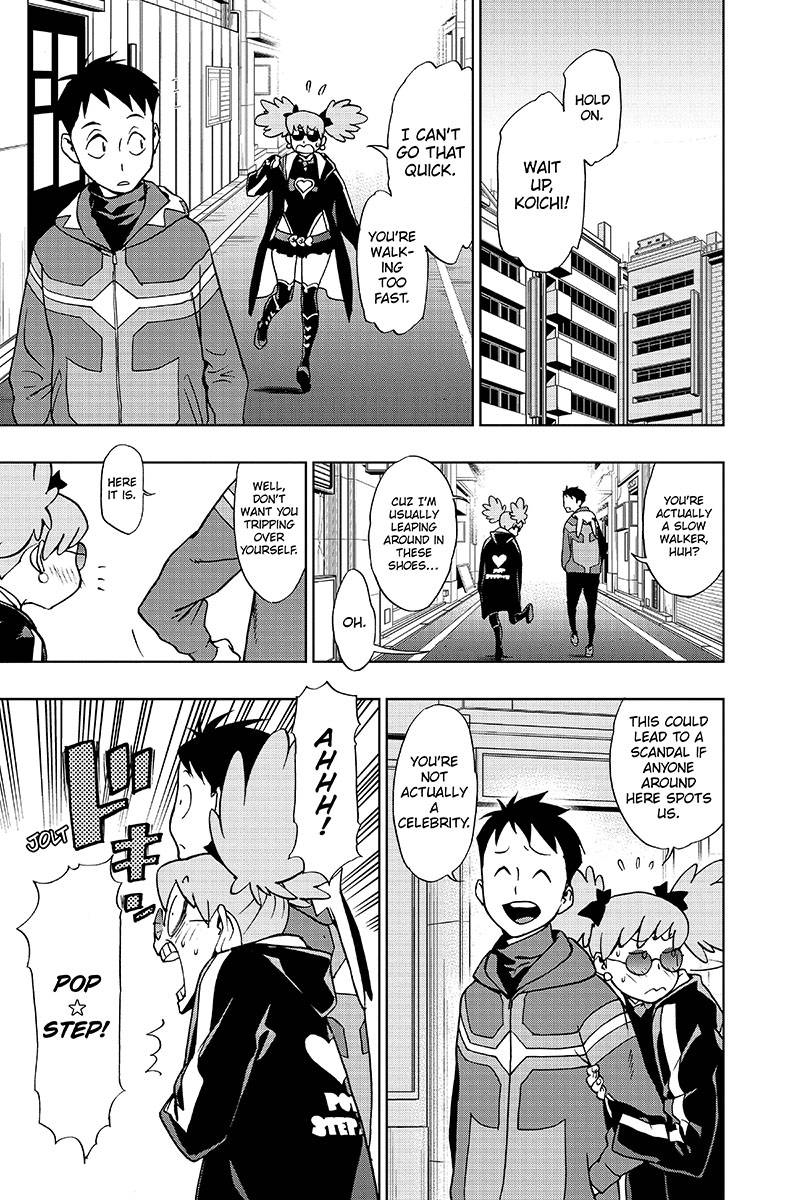 HOLD
ON.
WAIT
UP,
KOICHI!
I CAN'T
GO THAT
QUICK.
YOU'RE
WALK-
ING
TOO
FAST.
YOU'RE
ACTUALLY
A SLOW
WALKER,
HUH?
CUZ I'M
USUALLY
LEAPING
AROUND IN
THESE
SHOES...
OH.
WELL,
DON'T
WANT YOU
TRIPPING
OVER
YOURSELF.
HERE
IT IS.
THIS COULD
LEAD TO A
SCANDAL IF
ANYONE
AROUND
HERE SPOTS
US.
YOU'RE
NOT
ACTUALLY
A
CELEBRITY.
AHHH!
ドキッ
JOLT
POP
☆
STEP!
POP
STEP